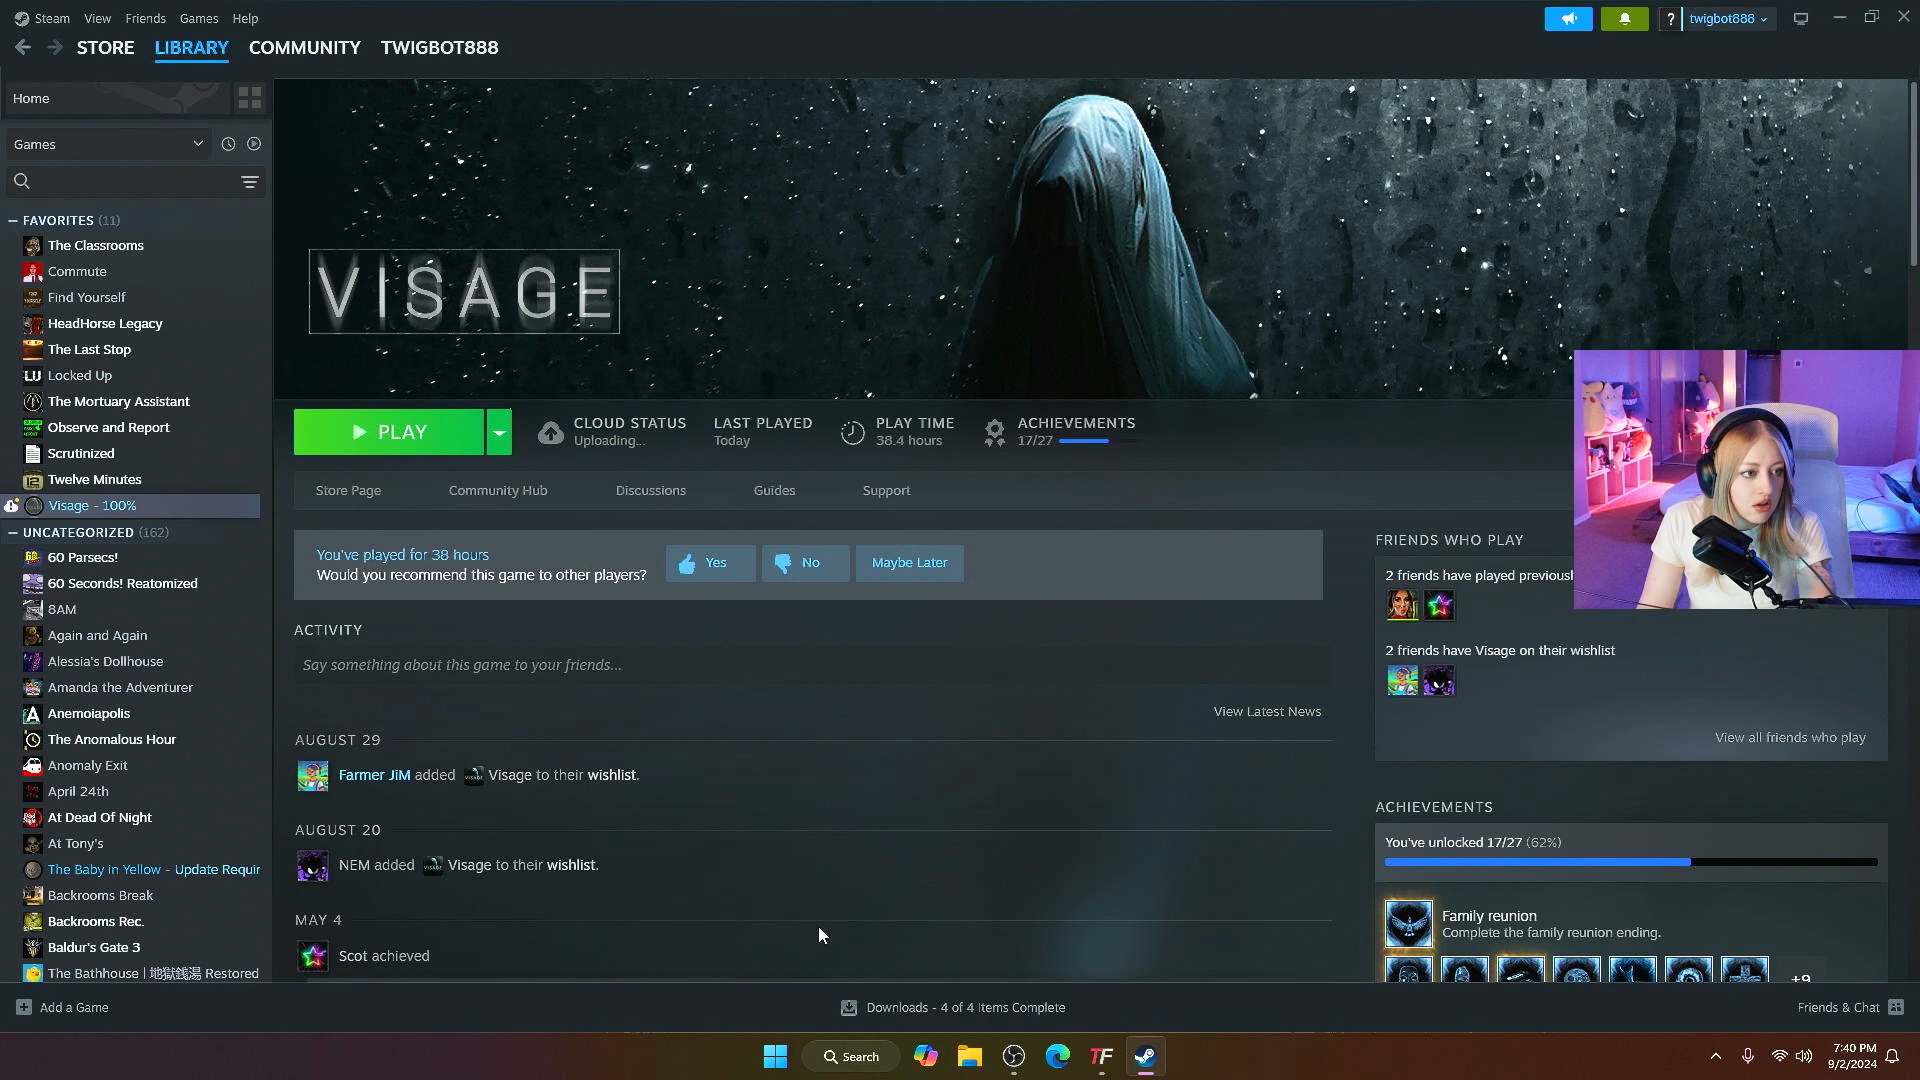 Steam View Friends Games Help
twigbot888
STORE LIBRARY COMMUNITY TWIGBOT888
Home
Games
FAVORITES (11)
The Classrooms
Commute
Find Yourself
HeadHorse Legacy
The Last Stop
Locked Up
The Mortuary Assistant
Observe and Report
Scrutinized
Twelve Minutes
Visage - 100%
UNCATEGORIZED (162)
60 Parsecs!
60 Seconds! Reatomized
8AM
Again and Again
Alessia's Dollhouse
Amanda the Adventurer
Anemoiapolis
The Anomalous Hour
Anomaly Exit
April 24th
At Dead Of Night
At Tony's
The Baby in Yellow - Update Requir
Backrooms Break
Backrooms Rec.
Baldur's Gate 3
The Bathhouse | 地獄銭湯 Restored
VISAGE
PLAY
CLOUD STATUS
Uploading...
LAST PLAYED
Today
PLAY TIME
38.4 hours
ACHIEVEMENTS
17/27
Store Page Community Hub Discussions Guides Support
You've played for 38 hours
Would you recommend this game to other players?
Yes No Maybe Later
ACTIVITY
Say something about this game to your friends...
View Latest News
AUGUST 29
Farmer JiM added Visage to their wishlist.
AUGUST 20
NEM added Visage to their wishlist.
MAY 4
Scot achieved
FRIENDS WHO PLAY
2 friends have played previousl
2 friends have Visage on their wishlist
View all friends who play
ACHIEVEMENTS
You've unlocked 17/27 (62%)
Family reunion
Complete the family reunion ending.
+9
Add a Game
Downloads - 4 of 4 Items Complete
Friends & Chat
Search
7:40 PM
9/2/2024